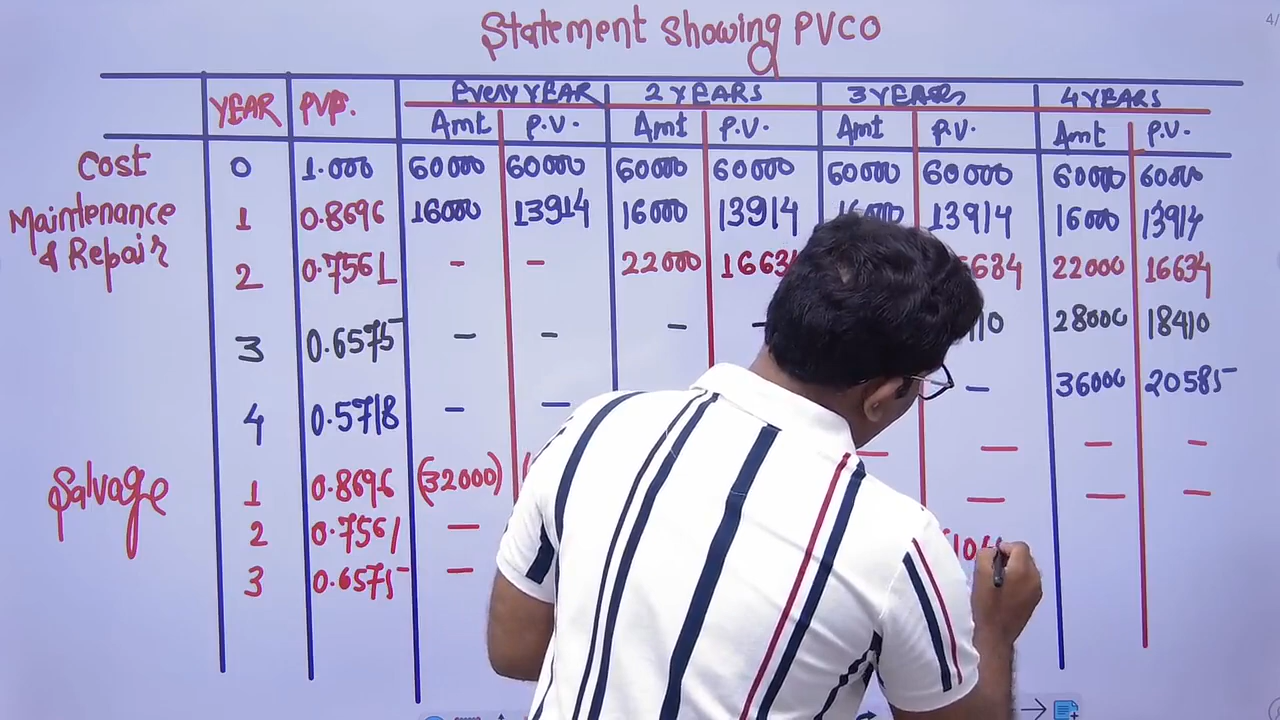 Statement Showing PVCO
YEAR PVF. EVERY YEAR 2 YEARS 3 YEARS 4 YEARS
Amt P.V. Amt P.V. Amt P.V. Amt P.V.
Cost 0 1.000 60000 60000 60000 60000 60000 60000 60000 60000
Maintenance 1 0.8696 16000 13914 16000 13914 16000 13914 16000 13914
& Repair 2 0.7561 - - 22000 22000 16634
3 0.6575 - - - 28000 18410
4 0.5718 - - - 36000 20585
Salvage 1 0.8696 (32000) - - - -
2 0.7561 -
3 0.6575 -